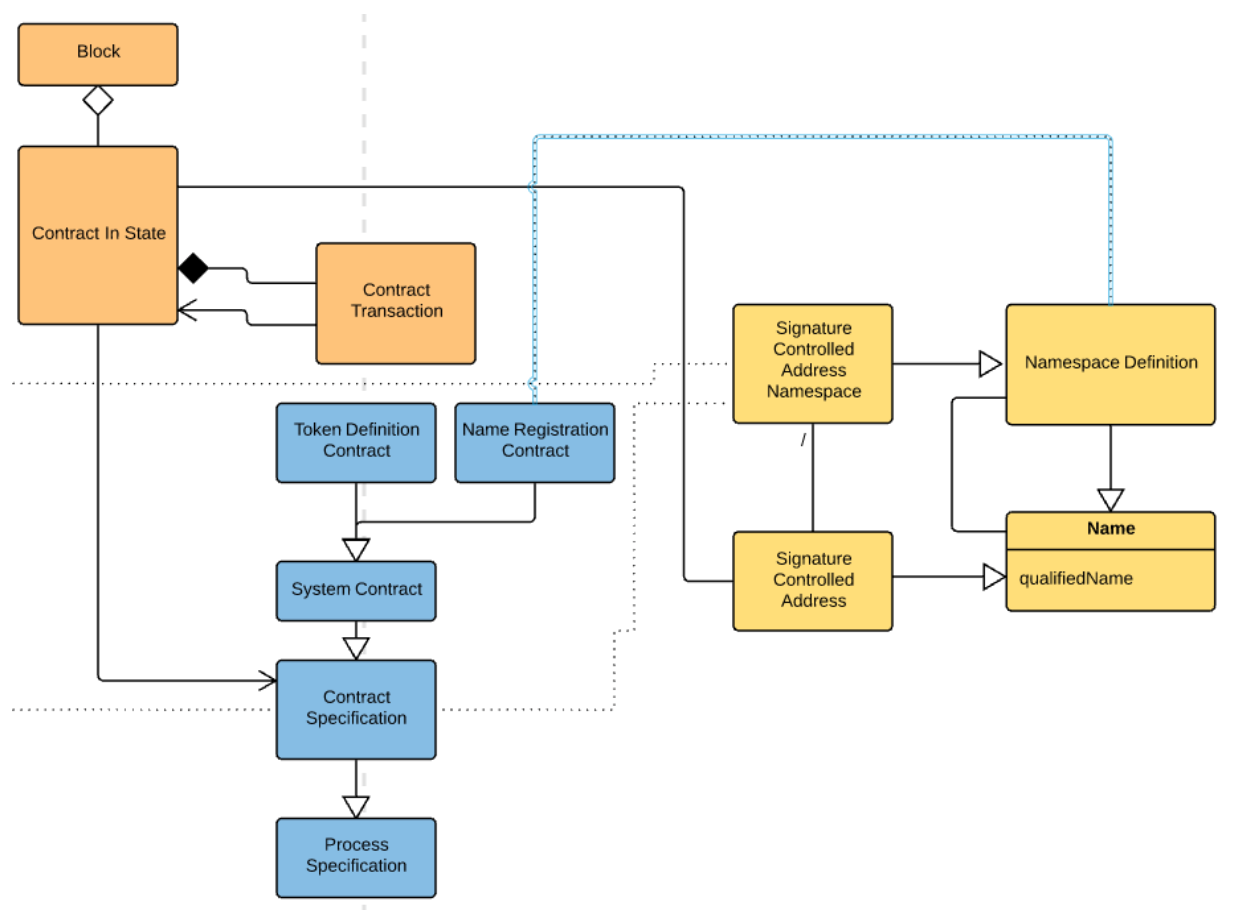 Block
Contract In State
Contract
Transaction
Signature
Controlled
Address
Namespace
Namespace Definition
Token Definition
Contract
Name Registration
Contract
/
Name
qualifiedName
Signature
Controlled
Address
System Contract
Contract
Specification
Process
Specification